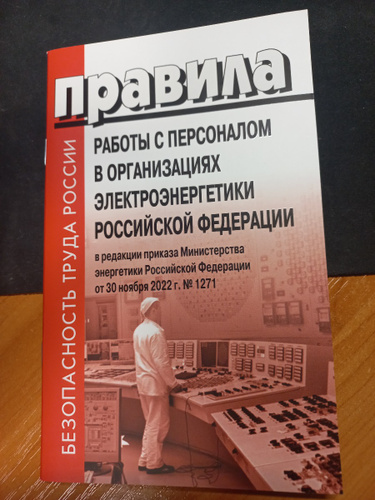 правила
РАБОТЫ С ПЕРСОНАЛОМ
В ОРГАНИЗАЦИЯХ
ЭЛЕКТРОЭНЕРГЕТИКИ
РОССИЙСКОЙ ФЕДЕРАЦИИ
в редакции приказа Министерства
энергетики Российской Федерации
от 30 ноября 2022 г. № 1271
БЕЗОПАСНОСТЬ ТРУДА РОССИИ